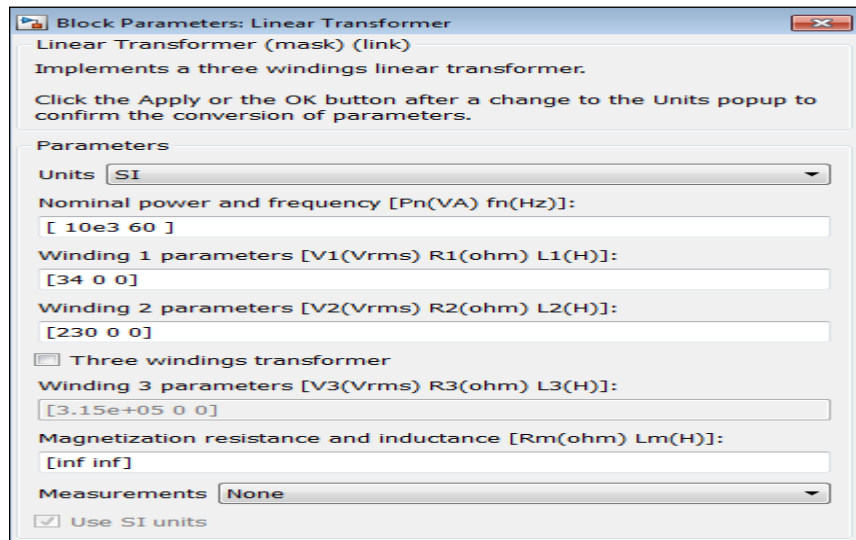 Block Parameters: Linear Transformer
Linear Transformer (mask) (link)
Implements a three windings linear transformer.
Click the Apply or the OK button after a change to the Units popup to
confirm the conversion of parameters.
Parameters
Units SI
Nominal power and frequency [Pn(VA) fn(Hz)]:
[ 10e3 60 ]
Winding 1 parameters [V1(Vrms) R1(ohm) L1(H)]:
[34 0 0]
Winding 2 parameters [V2(Vrms) R2(ohm) L2(H)]:
[230 0 0]
Three windings transformer
Winding 3 parameters [V3(Vrms) R3(ohm) L3(H)]:
[3.15e+05 0 0]
Magnetization resistance and inductance [Rm(ohm) Lm(H)]:
[inf inf]
Measurements None
Use SI units